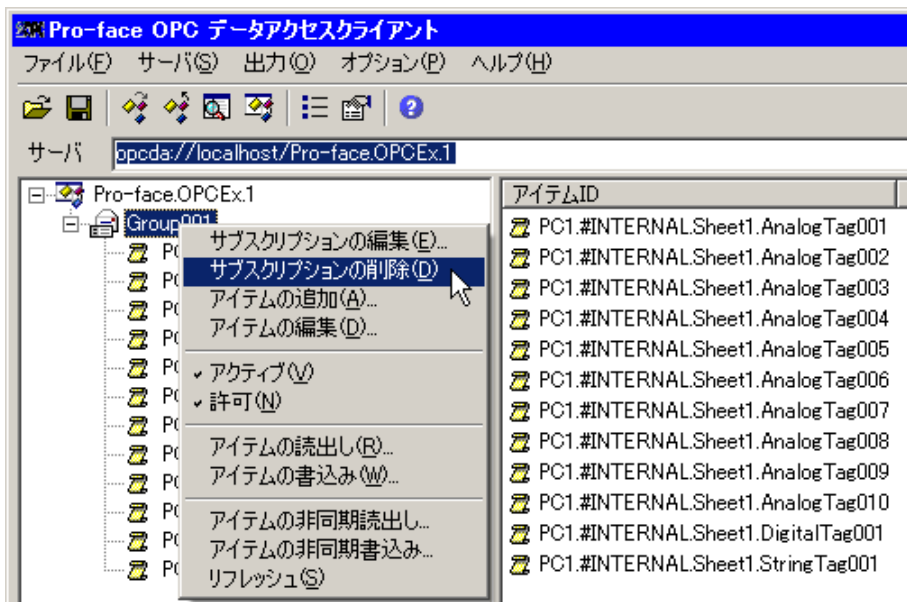 Pro-face OPC データアクセスクライアント
ファイル(F) サーバ(S) 出力(O) オプション(P) ヘルプ(H)
サーバ opcda://localhost/Pro-face.OPCEx.1
Pro-face.OPCEx.1
Group001
サブスクリプションの編集(E)...
サブスクリプションの削除(D)
アイテムの追加(A)...
アイテムの編集(D)...
アクティブ(V)
許可(N)
アイテムの読出し(R)...
アイテムの書込み(W)...
アイテムの非同期読出し...
アイテムの非同期書込み...
リフレッシュ(S)
アイテムID
PC1.#INTERNAL.Sheet1.AnalogTag001
PC1.#INTERNAL.Sheet1.AnalogTag002
PC1.#INTERNAL.Sheet1.AnalogTag003
PC1.#INTERNAL.Sheet1.AnalogTag004
PC1.#INTERNAL.Sheet1.AnalogTag005
PC1.#INTERNAL.Sheet1.AnalogTag006
PC1.#INTERNAL.Sheet1.AnalogTag007
PC1.#INTERNAL.Sheet1.AnalogTag008
PC1.#INTERNAL.Sheet1.AnalogTag009
PC1.#INTERNAL.Sheet1.AnalogTag010
PC1.#INTERNAL.Sheet1.DigitalTag001
PC1.#INTERNAL.Sheet1.StringTag001